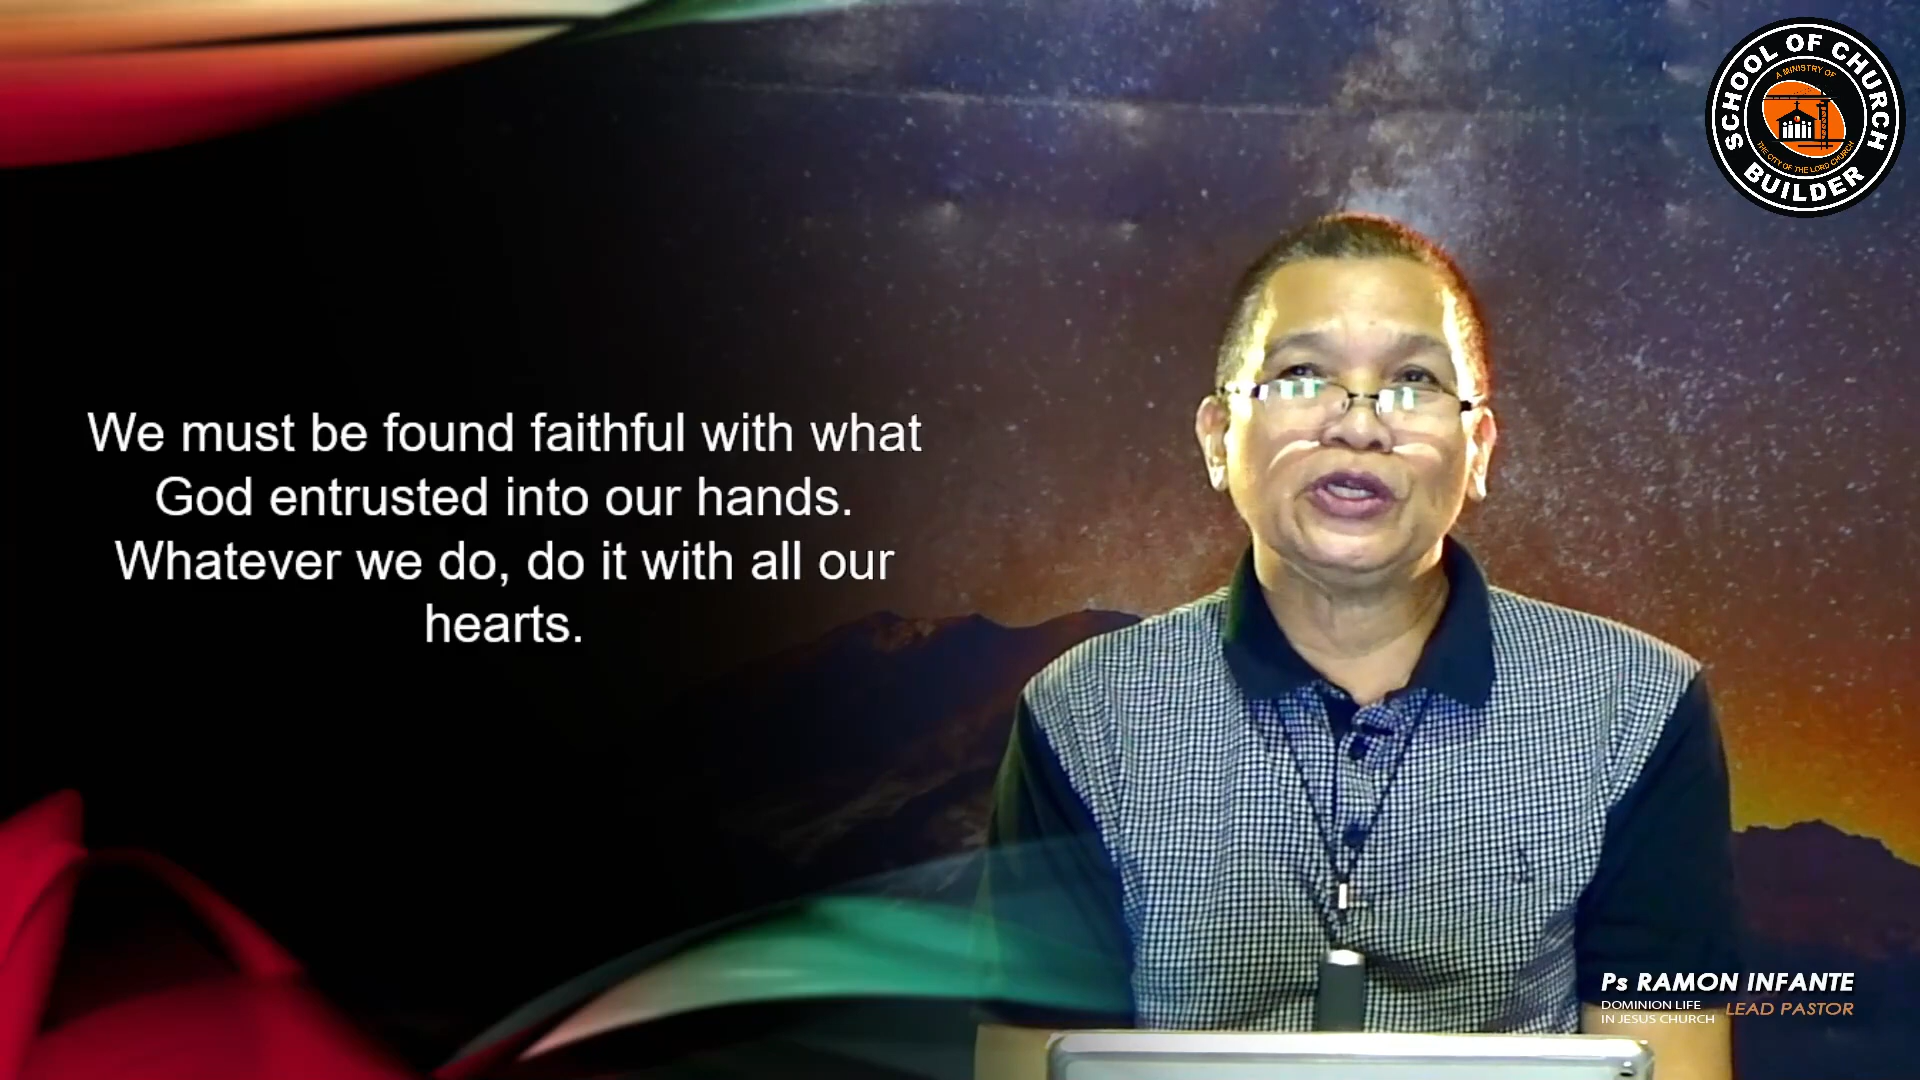 We must be found faithful with what
God entrusted into our hands.
Whatever we do, do it with all our
hearts.
SCHOOL OF CHURCH
BUILDER
A MINISTRY OF
THE CITY OF THE LORD CHURCH
Ps RAMON INFANTE
DOMINION LIFE
IN JESUS CHURCH
LEAD PASTOR